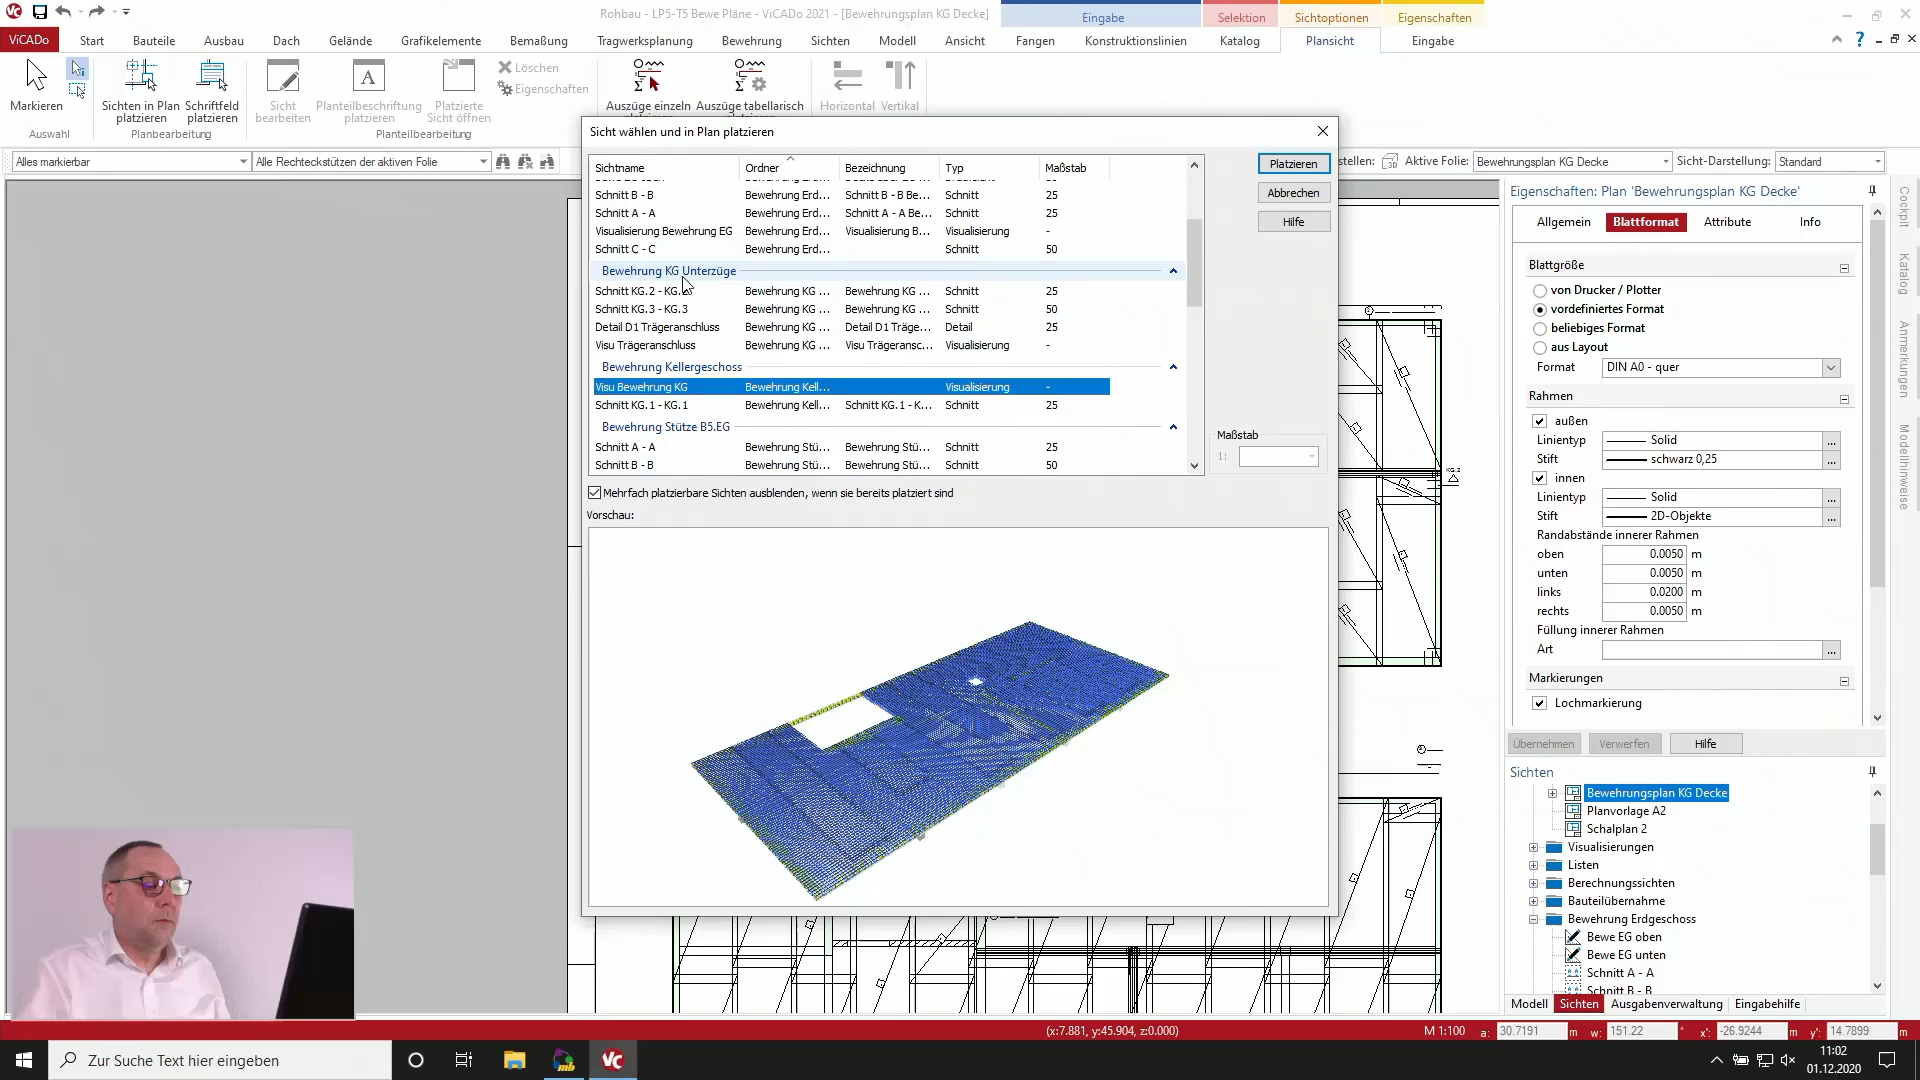 Rohbau - LP5-T5 Bewe Pläne - ViCADo 2021 - [Bewehrungsplan KG Decke]
Eingabe
Selektion
Sichtoptionen
Eigenschaften
ViCADo
Start
Bauteile
Ausbau
Dach
Gelände
Grafikelemente
Bemaßung
Tragwerksplanung
Bewehrung
Sichten
Modell
Ansicht
Fangen
Konstruktionslinien
Katalog
Plansicht
Eingabe
Markieren
Auswahl
Sichten in Plan platzieren
Schriftfeld platzieren
Planbearbeitung
Sicht bearbeiten
Planteilbeschriftung platzieren
Platzierte Sicht öffnen
Löschen
Eigenschaften
Planteilbearbeitung
Auszüge einzeln
Auszüge tabellarisch
Horizontal
Vertikal
Alles markierbar
Alle Rechteckstützen der aktiven Folie
stellen:
Aktive Folie:
Bewehrungsplan KG Decke
Sicht-Darstellung:
Standard
Sicht wählen und in Plan platzieren
Sichtname Ordner Bezeichnung Typ Maßstab
Schnitt B - B Bewehrung Erd... Schnitt B - B Be... Schnitt 25
Schnitt A - A Bewehrung Erd... Schnitt A - A Be... Schnitt 25
Visualisierung Bewehrung EG Bewehrung Erd... Visualisierung B... Visualisierung -
Schnitt C - C Bewehrung Erd... Schnitt 50
Bewehrung KG Unterzüge
Schnitt KG.2 - KG. Bewehrung KG ... Bewehrung KG ... Schnitt 25
Schnitt KG.3 - KG.3 Bewehrung KG ... Bewehrung KG ... Schnitt 50
Detail D1 Trägeranschluss Bewehrung KG ... Detail D1 Träge... Detail 25
Visu Trägeranschluss Bewehrung KG ... Visu Trägeransc... Visualisierung -
Bewehrung Kellergeschoss
Visu Bewehrung KG Bewehrung Kell... Visualisierung -
Schnitt KG.1 - KG.1 Bewehrung Kell... Schnitt KG.1 - K... Schnitt 25
Bewehrung Stütze B5.EG
Schnitt A - A Bewehrung Stü... Bewehrung Stü... Schnitt 25
Schnitt B - B Bewehrung Stü... Bewehrung Stü... Schnitt 50
Platzieren
Abbrechen
Hilfe
Maßstab
1:
Mehrfach platzierbare Sichten ausblenden, wenn sie bereits platziert sind
Vorschau:
KG.2
Eigenschaften: Plan 'Bewehrungsplan KG Decke'
Allgemein
Blattformat
Attribute
Info
Blattgröße
von Drucker / Plotter
vordefiniertes Format
beliebiges Format
aus Layout
Format DIN A0 - quer
Rahmen
außen
Linientyp Solid ...
Stift schwarz 0,25 ...
innen
Linientyp Solid ...
Stift 2D-Objekte ...
Randabstände innerer Rahmen
oben 0.0050 m
unten 0.0050 m
links 0.0200 m
rechts 0.0050 m
Füllung innerer Rahmen
Art ...
Markierungen
Lochmarkierung
Übernehmen
Verwerfen
Hilfe
Sichten
Bewehrungsplan KG Decke
Planvorlage A2
Schalplan 2
Visualisierungen
Listen
Berechnungssichten
Bauteilübernahme
Bewehrung Erdgeschoss
Bewe EG oben
Bewe EG unten
Schnitt A - A
Schnitt B - B
Modell
Sichten
Ausgabenverwaltung
Eingabehilfe
Cockpit
Katalog
Anmerkungen
Modellhinweise
(x:7.881, y:45.904, z:0.000)
M 1:100
a: 30.7191 m
w: 151.22 °
x': -26.9244 m
y': 14.7899 m
Zur Suche Text hier eingeben
mb
VC
11:02
01.12.2020